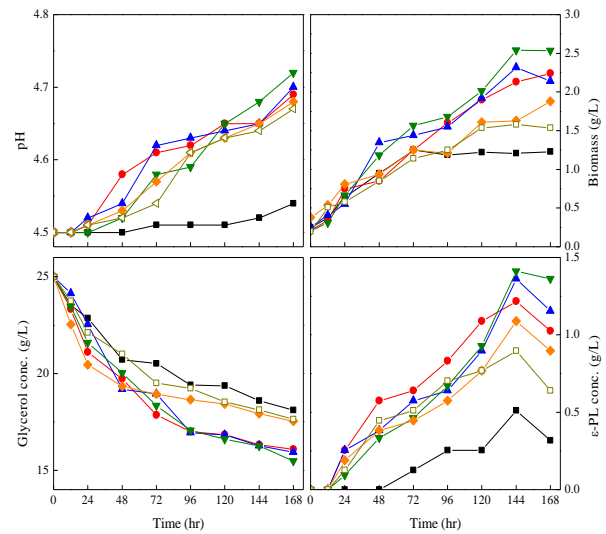 4.8
4.7
4.6
4.5
pH
3.0
2.5
2.0
1.5
1.0
0.5
0.0
Biomass (g/L)
25
20
15
Glycerol conc. (g/L)
0 24 48 72 96 120 144 168
Time (hr)
1.5
1.0
0.5
0.0
ε-PL conc. (g/L)
0 24 48 72 96 120 144 168
Time (hr)